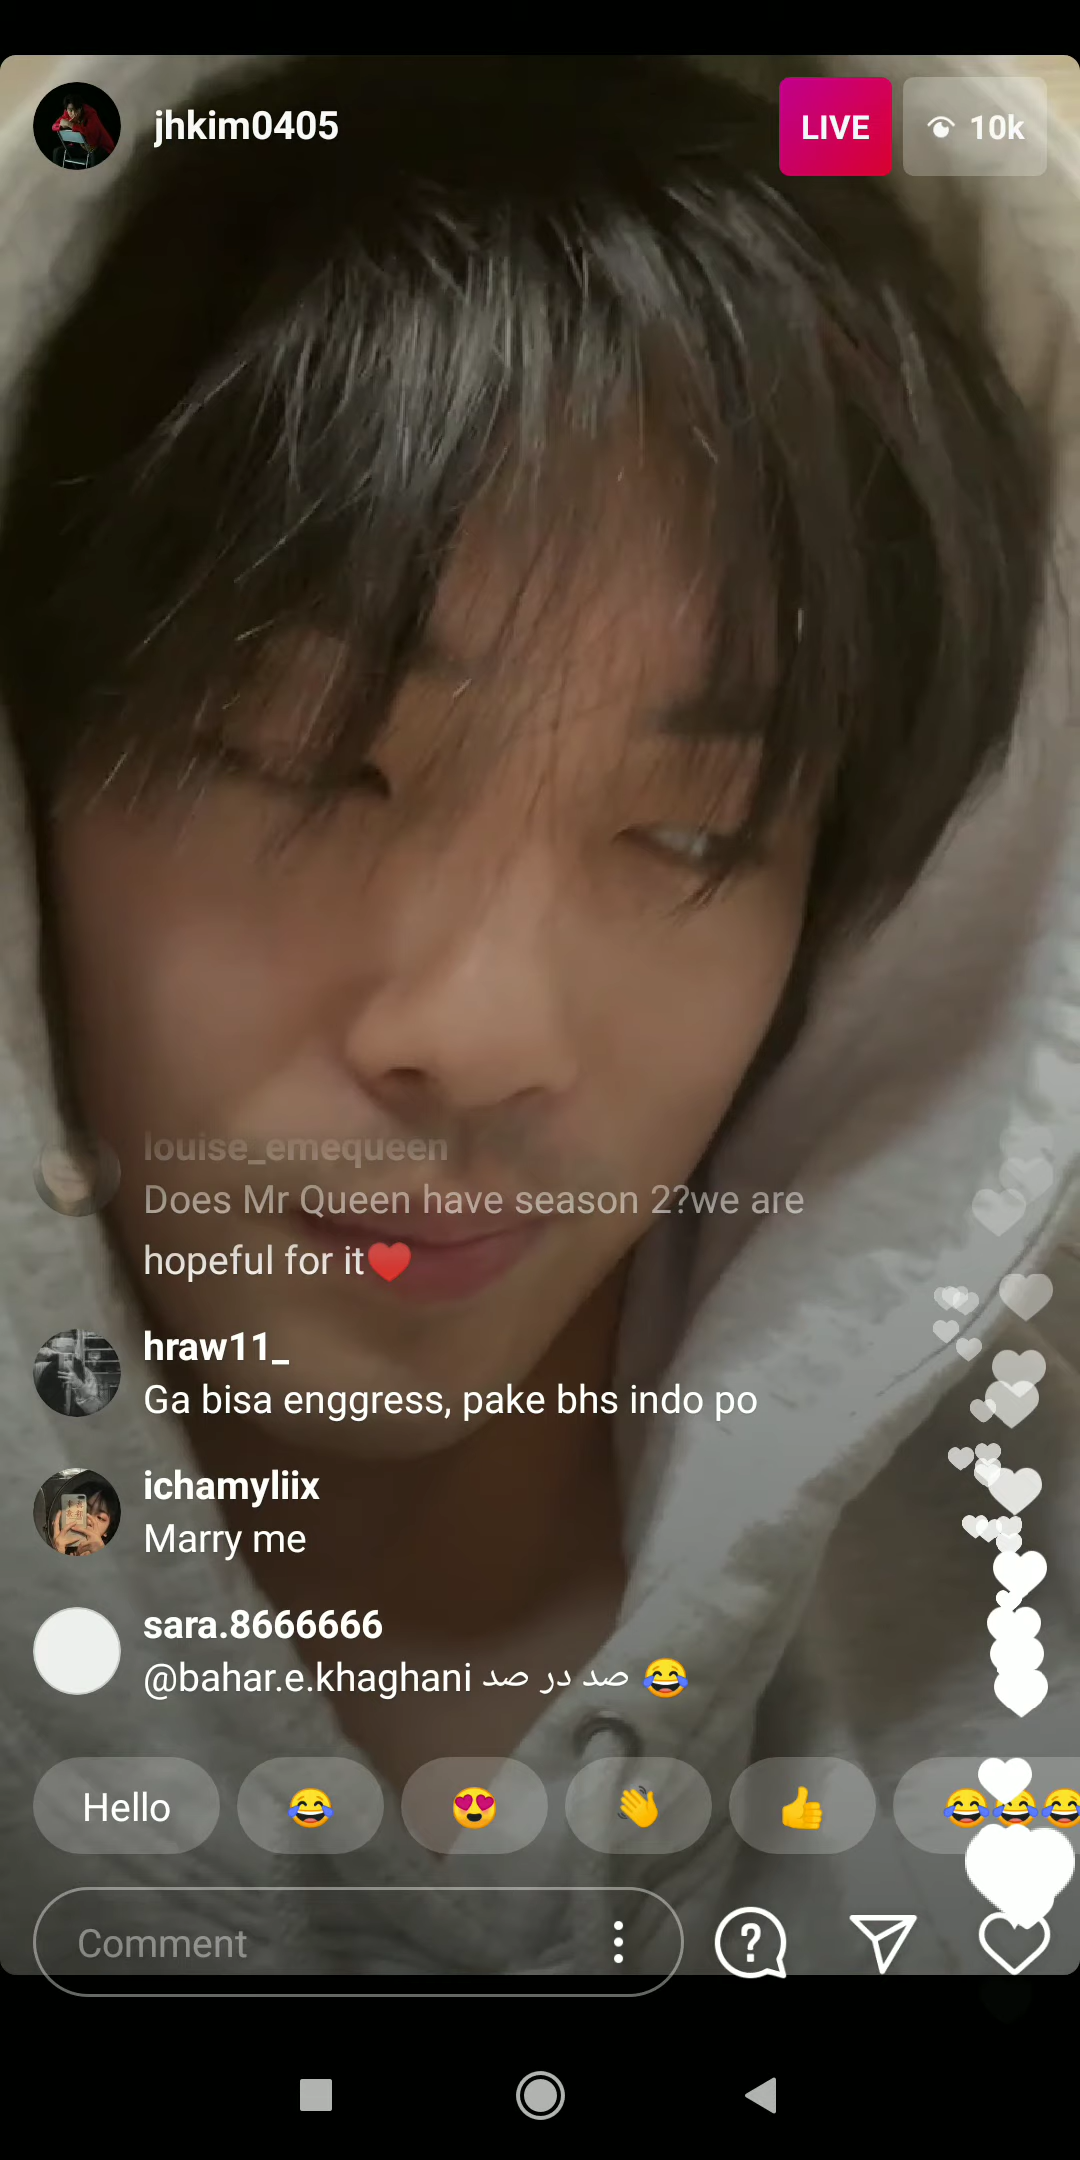 jhkim0405
LIVE
10k
louise_emequeen
Does Mr Queen have season 2?we are
hopeful for it❤️
hraw11_
Ga bisa enggress, pake bhs indo po
ichamyliix
Marry me
sara.8666666
@bahar.e.khaghani صد در صد 😂
Hello 😂 😍 👋 👍 😂😂😂
Comment